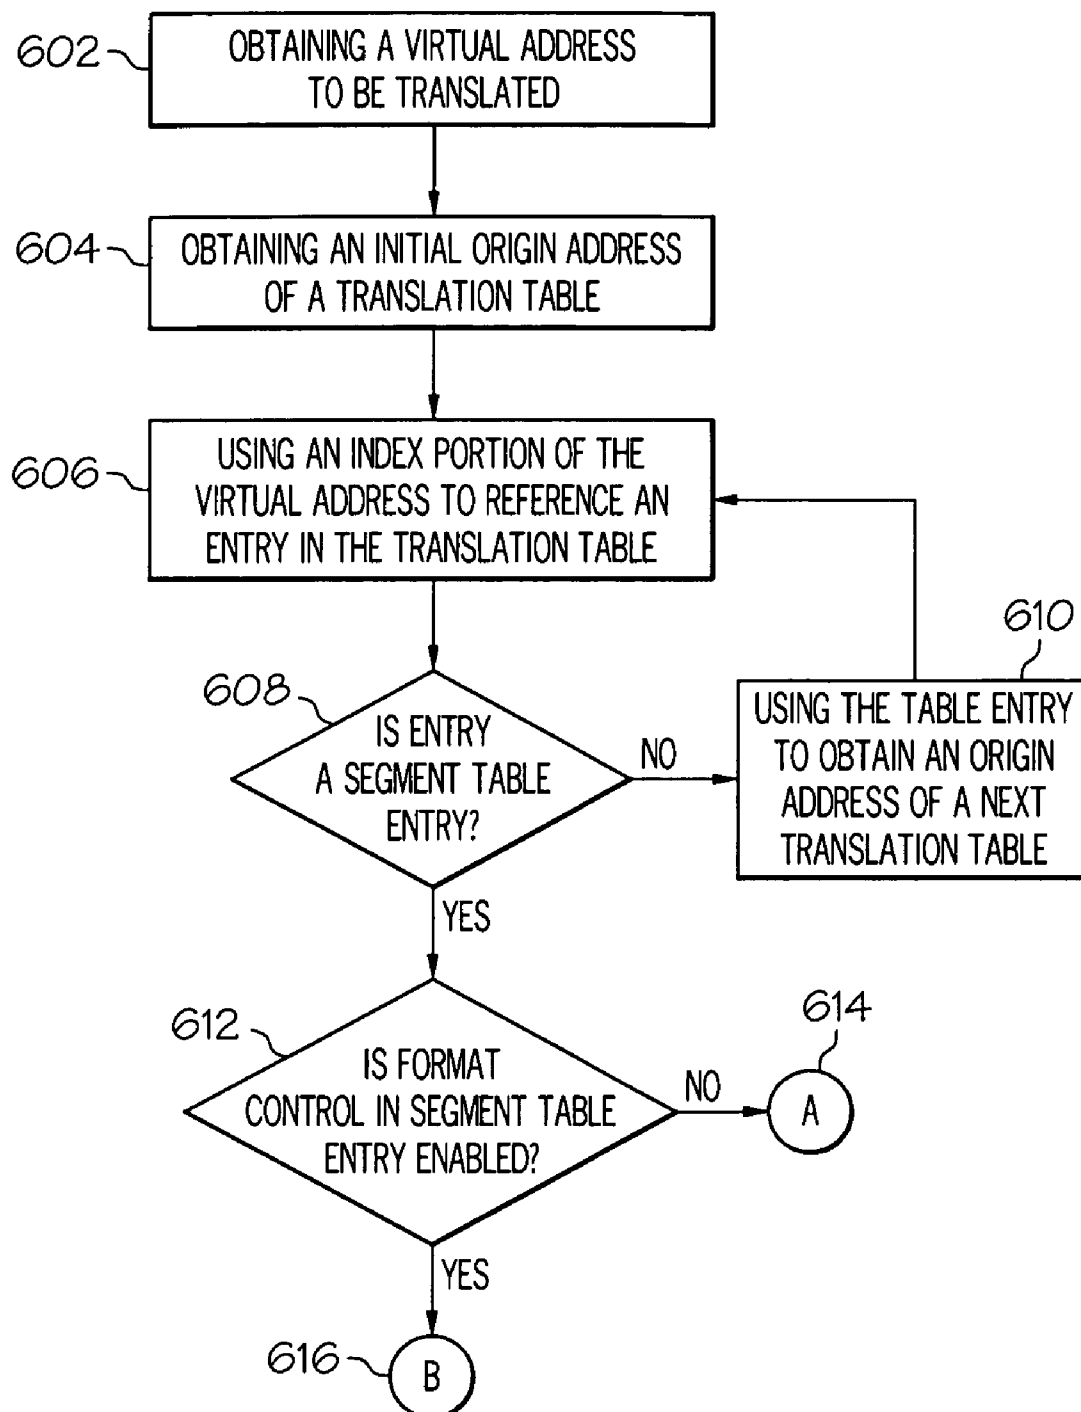 602
OBTAINING A VIRTUAL ADDRESS
TO BE TRANSLATED
604
OBTAINING AN INITIAL ORIGIN ADDRESS
OF A TRANSLATION TABLE
606
USING AN INDEX PORTION OF THE
VIRTUAL ADDRESS TO REFERENCE AN
ENTRY IN THE TRANSLATION TABLE
608
IS ENTRY
A SEGMENT TABLE
ENTRY?
NO
610
USING THE TABLE ENTRY
TO OBTAIN AN ORIGIN
ADDRESS OF A NEXT
TRANSLATION TABLE
YES
612
IS FORMAT
CONTROL IN SEGMENT TABLE
ENTRY ENABLED?
NO
614
A
YES
616
B